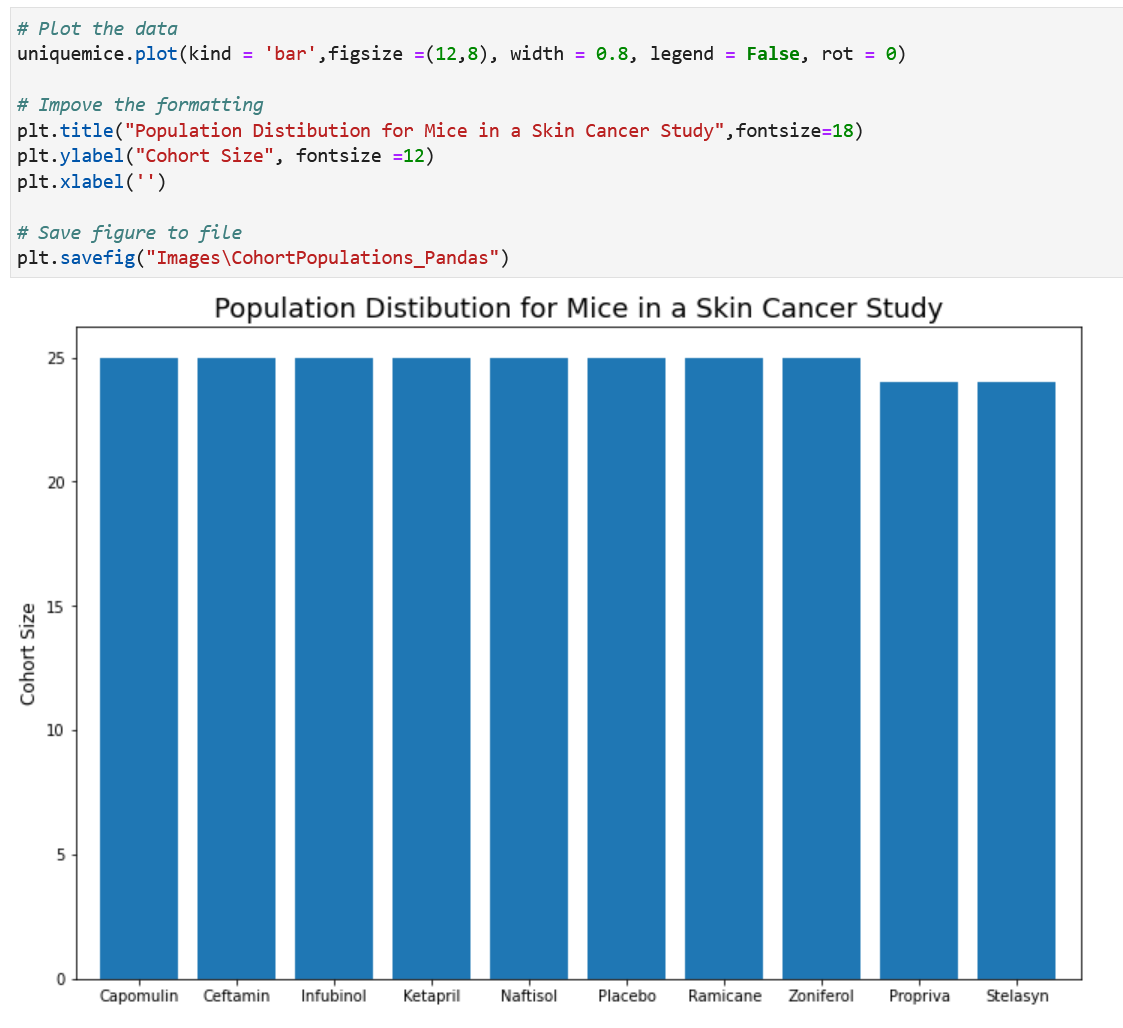 # Plot the data
uniquemice.plot(kind = 'bar',figsize =(12,8), width = 0.8, legend = False, rot = 0)
# Impove the formatting
plt.title("Population Distibution for Mice in a Skin Cancer Study",fontsize=18)
plt.ylabel("Cohort Size", fontsize =12)
plt.xlabel('')
# Save figure to file
plt.savefig("Images\CohortPopulations_Pandas")
Population Distibution for Mice in a Skin Cancer Study
25
20
15
10
5
0
Cohort Size
Capomulin Ceftamin Infubinol Ketapril Naftisol Placebo Ramicane Zoniferol Propriva Stelasyn